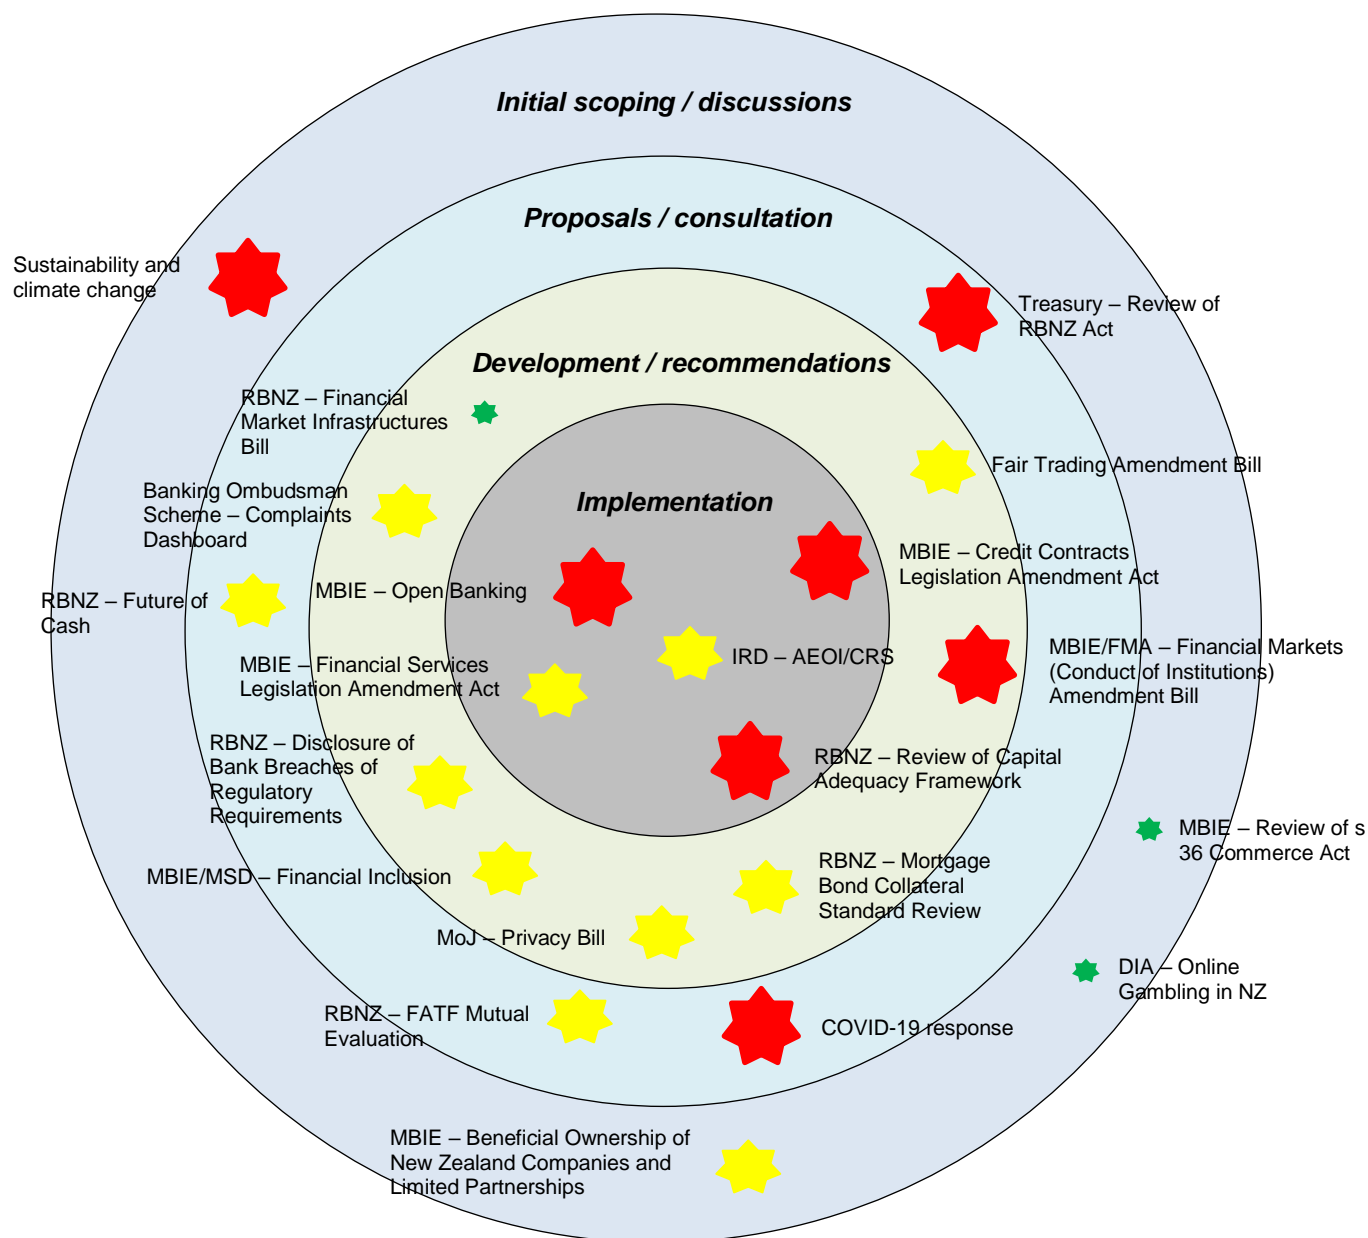 Initial scoping / discussions
Proposals / consultation
Sustainability and
climate change
Treasury – Review of
RBNZ Act
Development / recommendations
RBNZ – Financial
Market Infrastructures
Bill
Fair Trading Amendment Bill
Banking Ombudsman
Scheme – Complaints
Dashboard
Implementation
MBIE – Credit Contracts
Legislation Amendment Act
MBIE – Open Banking
RBNZ – Future of
Cash
MBIE/FMA – Financial Markets
(Conduct of Institutions)
Amendment Bill
IRD – AEOI/CRS
MBIE – Financial Services
Legislation Amendment Act
RBNZ – Disclosure of
Bank Breaches of
Regulatory
Requirements
RBNZ – Review of Capital
Adequacy Framework
MBIE – Review of s
36 Commerce Act
MBIE/MSD – Financial Inclusion
RBNZ – Mortgage
Bond Collateral
Standard Review
MoJ – Privacy Bill
DIA – Online
Gambling in NZ
RBNZ – FATF Mutual
Evaluation
COVID-19 response
MBIE – Beneficial Ownership of
New Zealand Companies and
Limited Partnerships